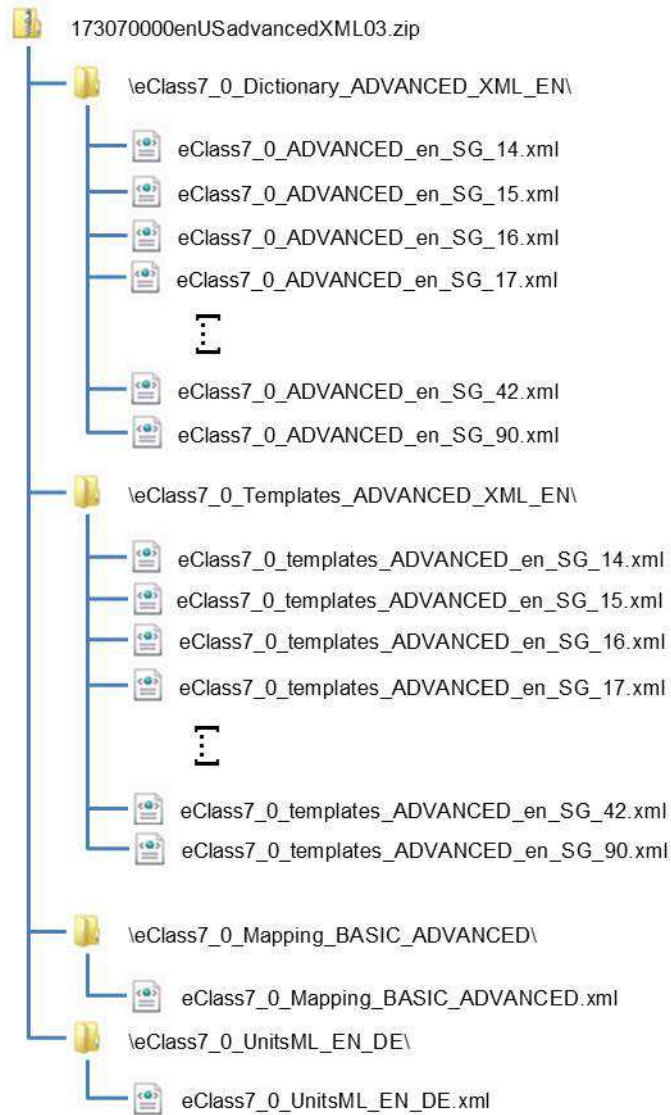 173070000enUSadvancedXML03.zip
\eClass7_0_Dictionary_ADVANCED_XML_EN\
eClass7_0_ADVANCED_en_SG_14.xml
eClass7_0_ADVANCED_en_SG_15.xml
eClass7_0_ADVANCED_en_SG_16.xml
eClass7_0_ADVANCED_en_SG_17.xml
[...]
eClass7_0_ADVANCED_en_SG_42.xml
eClass7_0_ADVANCED_en_SG_90.xml
\eClass7_0_Templates_ADVANCED_XML_EN\
eClass7_0_templates_ADVANCED_en_SG_14.xml
eClass7_0_templates_ADVANCED_en_SG_15.xml
eClass7_0_templates_ADVANCED_en_SG_16.xml
eClass7_0_templates_ADVANCED_en_SG_17.xml
[...]
eClass7_0_templates_ADVANCED_en_SG_42.xml
eClass7_0_templates_ADVANCED_en_SG_90.xml
\eClass7_0_Mapping_BASIC_ADVANCED\
eClass7_0_Mapping_BASIC_ADVANCED.xml
\eClass7_0_UnitsML_EN_DE\
eClass7_0_UnitsML_EN_DE.xml